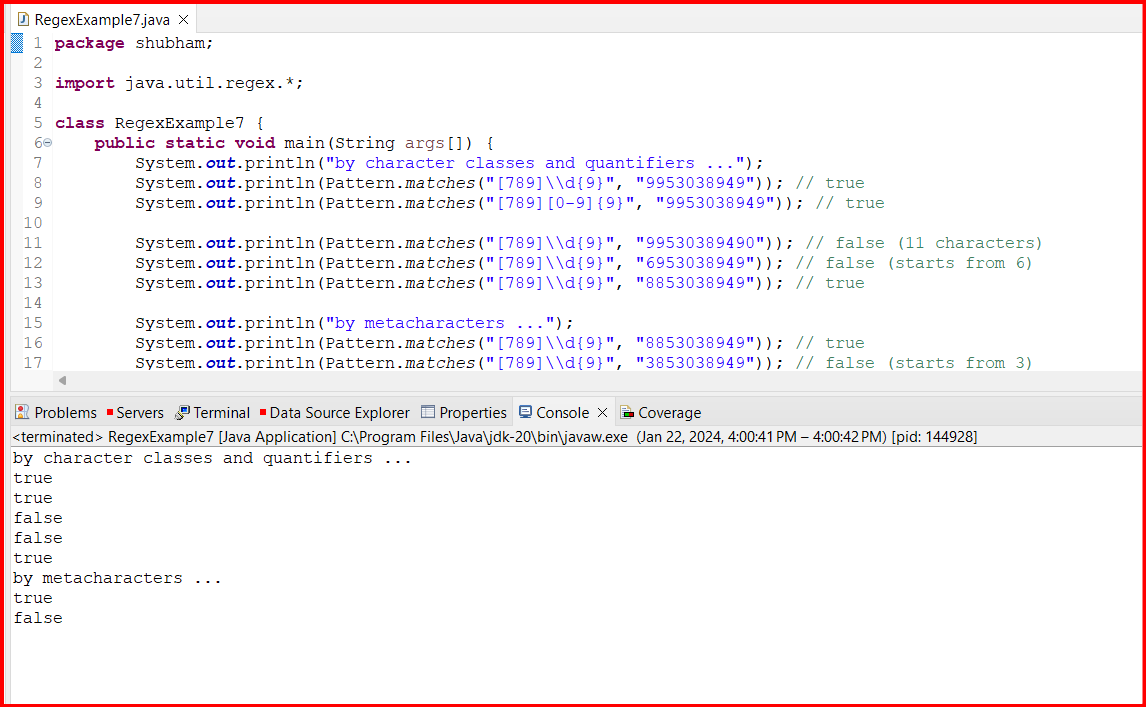 RegexExample7.java
1 package shubham;
2
3 import java.util.regex.*;
4
5 class RegexExample7 {
6     public static void main(String args[]) {
7         System.out.println("by character classes and quantifiers ...");
8         System.out.println(Pattern.matches("[789]\\d{9}", "9953038949")); // true
9         System.out.println(Pattern.matches("[789][0-9]{9}", "9953038949")); // true
10
11         System.out.println(Pattern.matches("[789]\\d{9}", "99530389490")); // false (11 characters)
12         System.out.println(Pattern.matches("[789]\\d{9}", "6953038949")); // false (starts from 6)
13         System.out.println(Pattern.matches("[789]\\d{9}", "8853038949")); // true
14
15         System.out.println("by metacharacters ...");
16         System.out.println(Pattern.matches("[789]\\d{9}", "8853038949")); // true
17         System.out.println(Pattern.matches("[789]\\d{9}", "3853038949")); // false (starts from 3)
Problems Servers Terminal Data Source Explorer Properties Console Coverage
<terminated> RegexExample7 [Java Application] C:\Program Files\Java\jdk-20\bin\javaw.exe (Jan 22, 2024, 4:00:41 PM – 4:00:42 PM) [pid: 144928]
by character classes and quantifiers ...
true
true
false
false
true
by metacharacters ...
true
false